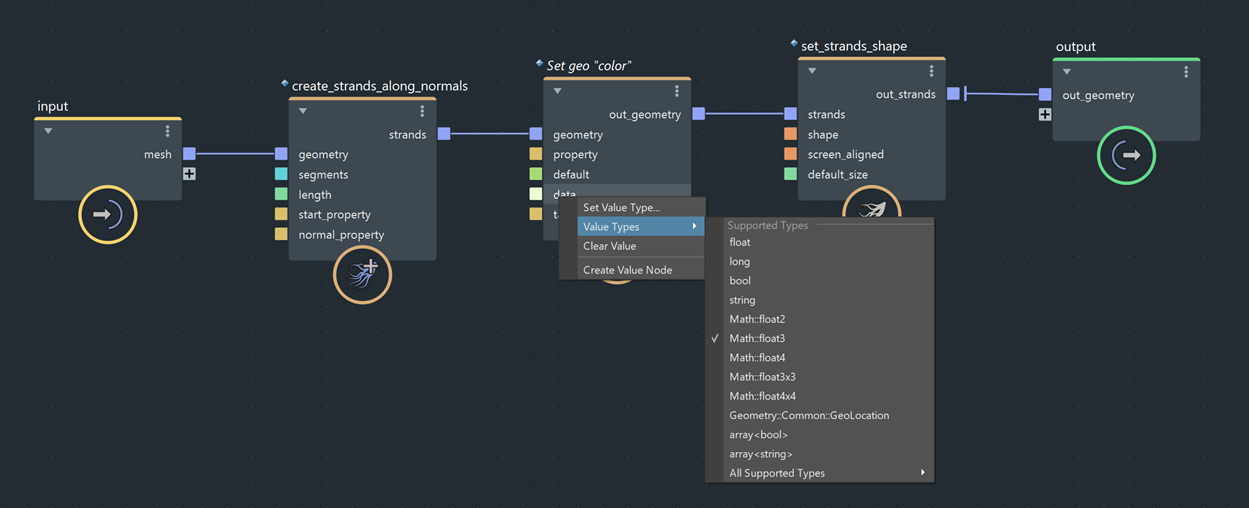 input
mesh
create_strands_along_normals
strands
geometry
segments
length
start_property
normal_property
Set geo "color"
out_geometry
geometry
property
default
data
Set Value Type...
Value Types
Clear Value
Create Value Node
Supported Types
float
long
bool
string
Math::float2
Math::float3
Math::float4
Math::float3x3
Math::float4x4
Geometry::Common::GeoLocation
array<bool>
array<string>
All Supported Types
set_strands_shape
out_strands
strands
shape
screen_aligned
default_size
output
out_geometry